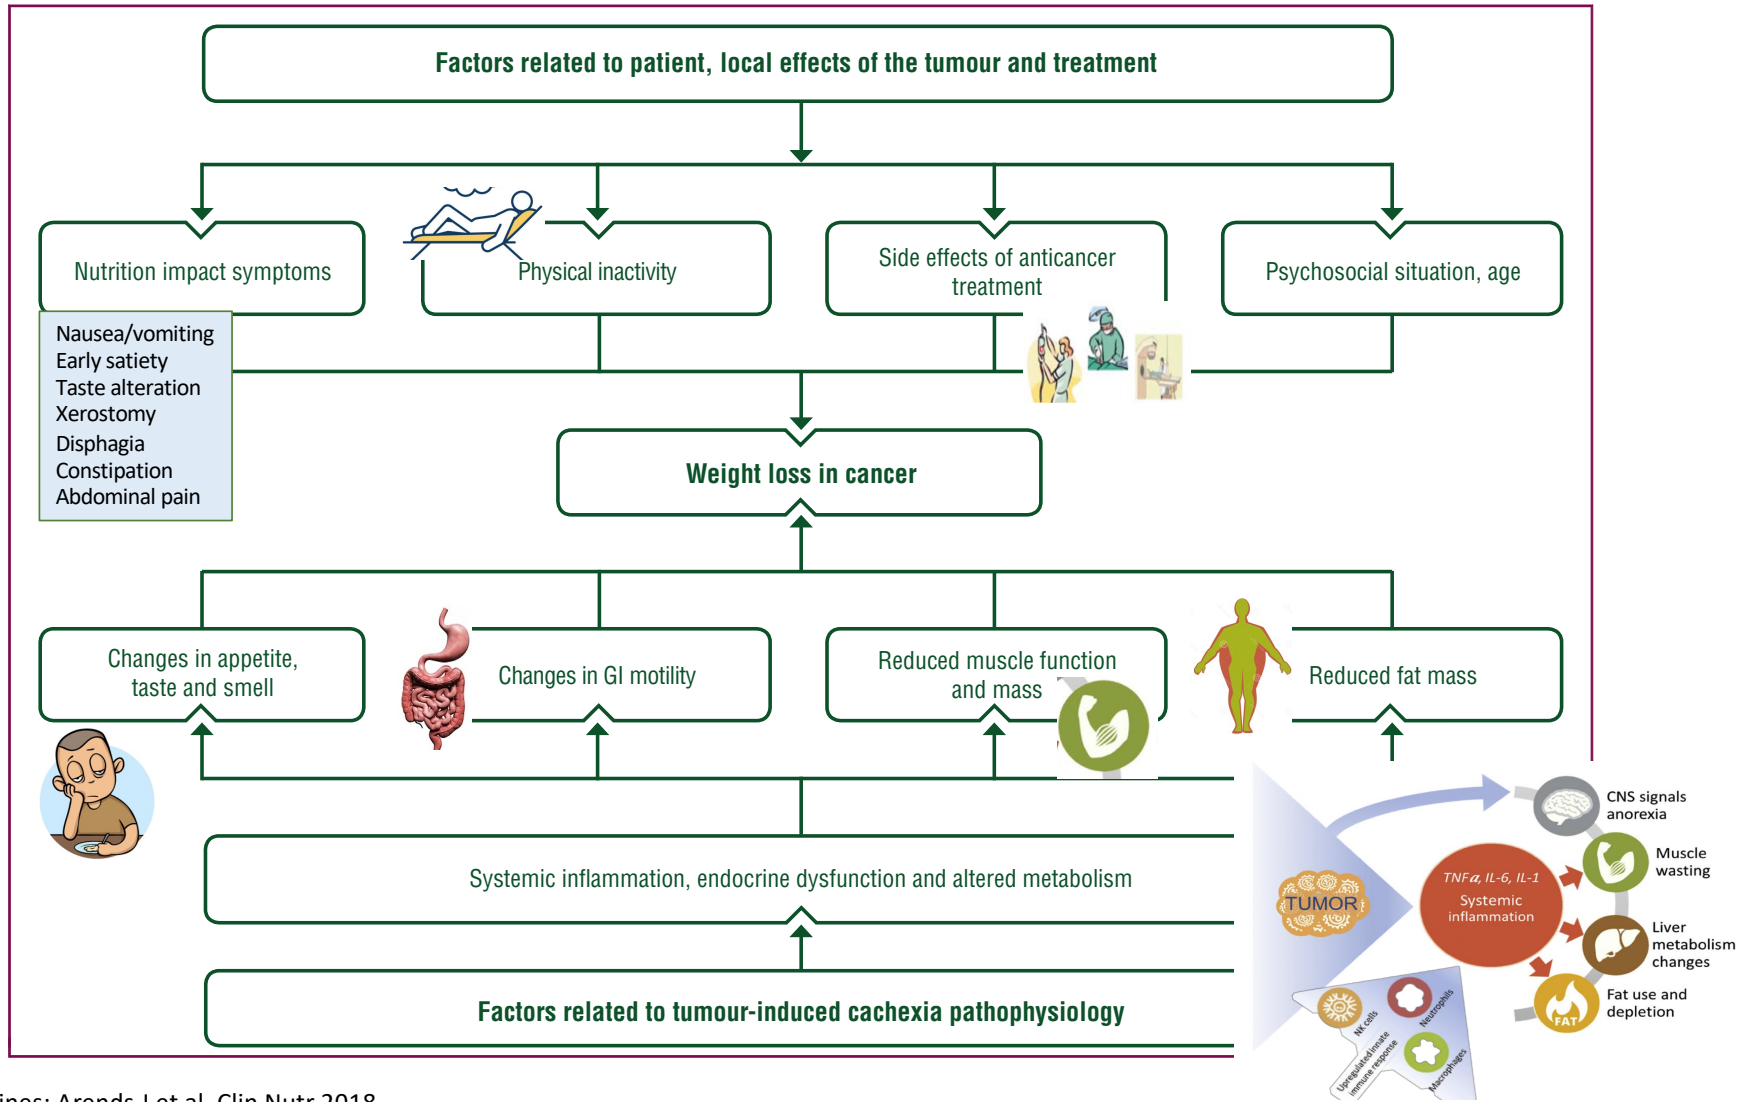 Factors related to patient, local effects of the tumour and treatment
Nutrition impact symptoms
Physical inactivity
Side effects of anticancer
treatment
Psychosocial situation, age
Nausea/vomiting
Early satiety
Taste alteration
Xerostomy
Disphagia
Constipation
Abdominal pain
Weight loss in cancer
Changes in appetite,
taste and smell
Changes in GI motility
Reduced muscle function
and mass
Reduced fat mass
Systemic inflammation, endocrine dysfunction and altered metabolism
Factors related to tumour-induced cachexia pathophysiology
TUMOR
TNFα, IL-6, IL-1
Systemic
inflammation
CNS signals
anorexia
Muscle
wasting
Liver
metabolism
changes
FAT
Fat use and
depletion
NK cells
Neutrophils
Macrophages
Upregulated innate
immune response
Arends J et al. Clin Nutr 2018